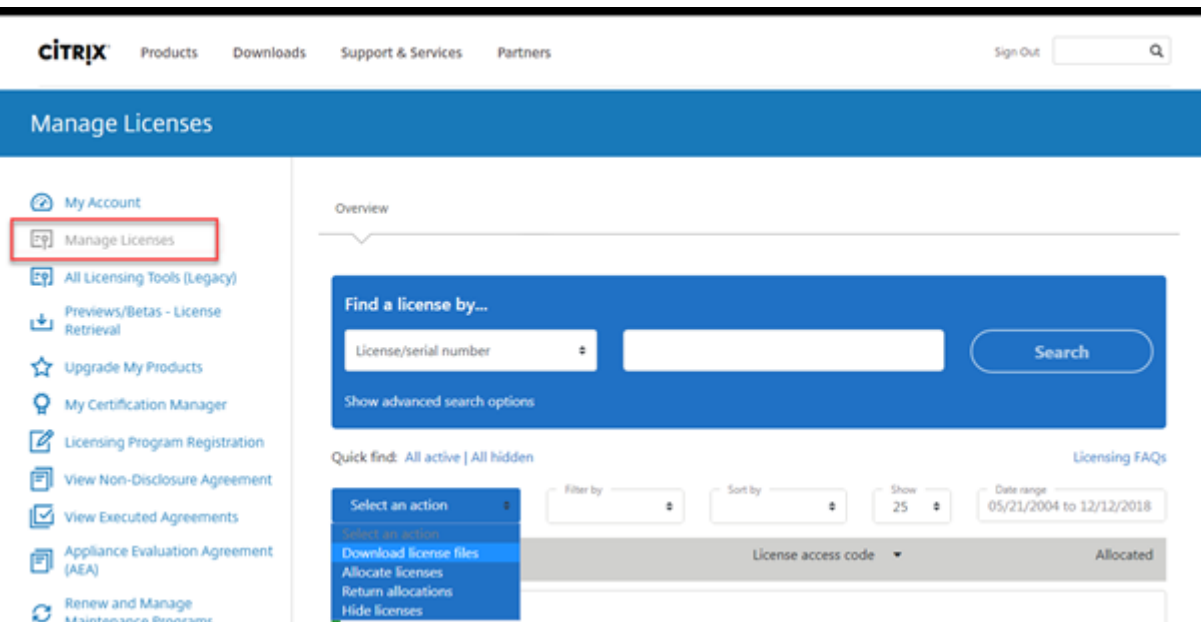 CITRIX Products Downloads Support & Services Partners Sign Out
Manage Licenses
My Account
Manage Licenses
All Licensing Tools (Legacy)
Previews/Betas - License
Retrieval
Upgrade My Products
My Certification Manager
Licensing Program Registration
View Non-Disclosure Agreement
View Executed Agreements
Appliance Evaluation Agreement
(AEA)
Renew and Manage
Maintenance Programs
Overview
Find a license by...
License/serial number Search
Show advanced search options
Quick find: All active | All hidden Licensing FAQs
Filter by Sort by Show Date range
Select an action 25 05/21/2004 to 12/12/2018
Select an action
Download license files License access code Allocated
Allocate licenses
Return allocations
Hide licenses